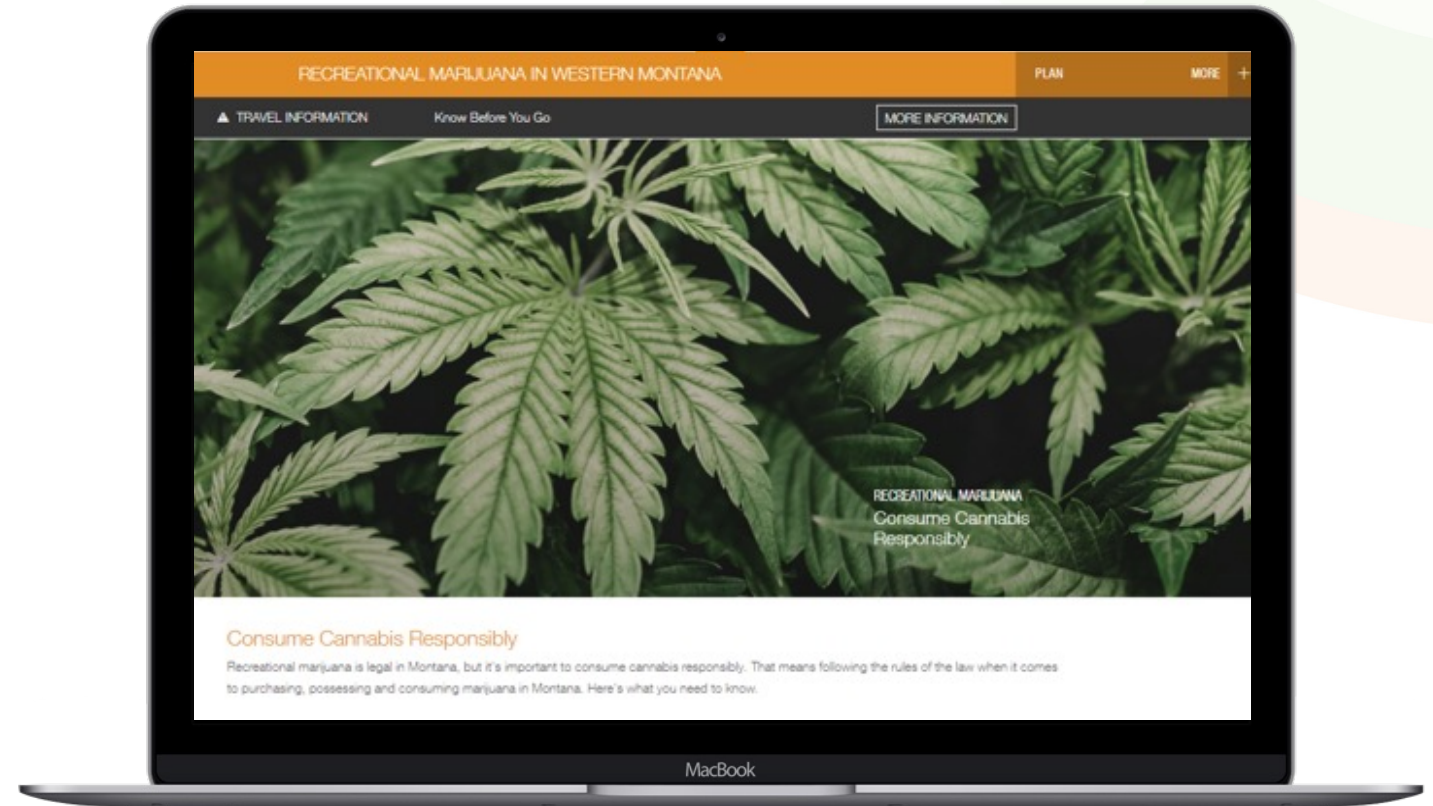 RECREATIONAL MARIJUANA IN WESTERN MONTANA
PLAN
MORE +
TRAVEL INFORMATION
Know Before You Go
MORE INFORMATION
RECREATIONAL MARIJUANA
Consume Cannabis
Responsibly
Consume Cannabis Responsibly
Recreational marijuana is legal in Montana, but it's important to consume cannabis responsibly. That means following the rules of the law when it comes
to purchasing, possessing and consuming marijuana in Montana. Here's what you need to know.
MacBook